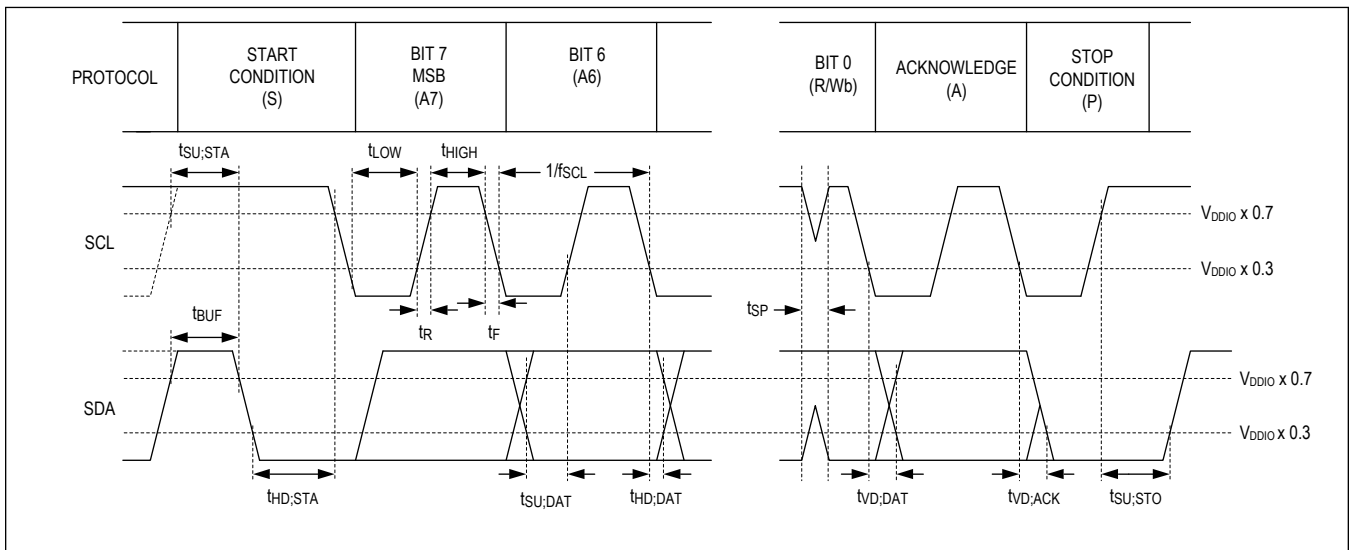 PROTOCOL
START
CONDITION
(S)
BIT 7
MSB
(A7)
BIT 6
(A6)
BIT 0
(R/Wb)
ACKNOWLEDGE
(A)
STOP
CONDITION
(P)
tSU;STA
tLOW
tHIGH
1/fSCL
VDDIO x 0.7
SCL
VDDIO x 0.3
tBUF
tR
tF
tSP
VDDIO x 0.7
SDA
VDDIO x 0.3
tHD;STA
tSU;DAT
tHD;DAT
tVD;DAT
tVD;ACK
tSU;STO